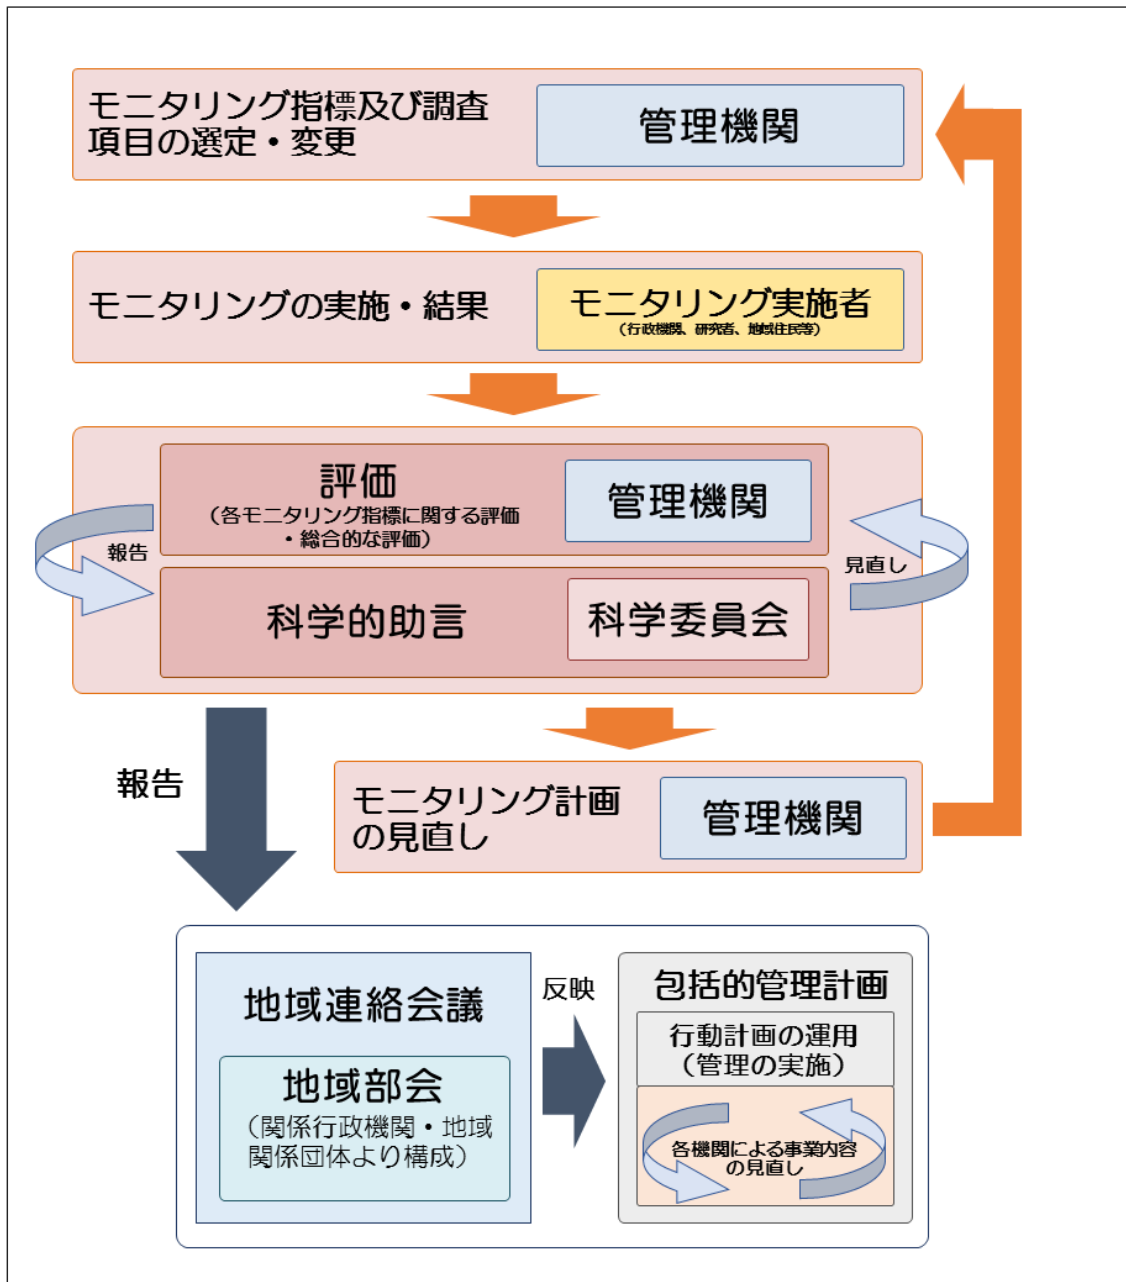 モニタリング指標及び調査
項目の選定・変更
管理機関
モニタリングの実施・結果
モニタリング実施者
（行政機関、研究者、地域住民等）
評価
（各モニタリング指標に関する評価
・総合的な評価）
管理機関
報告
見直し
科学的助言
科学委員会
報告
モニタリング計画
の見直し
管理機関
地域連絡会議
地域部会
（関係行政機関・地域
関係団体より構成）
反映
包括的管理計画
行動計画の運用
（管理の実施）
各機関による事業内容
の見直し